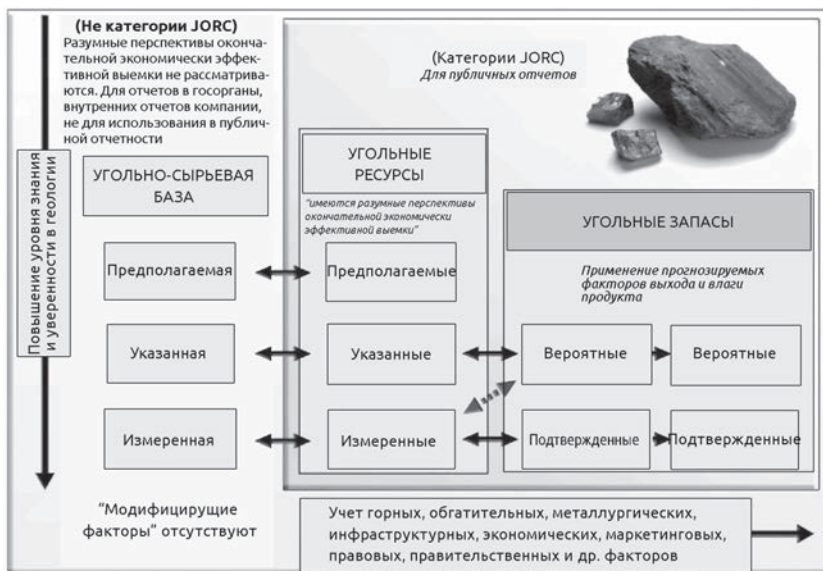 (Не категории JORC)
Разумные перспективы оконча-
тельной экономически эффек-
тивной выемки не рассматрива-
ются. Для отчетов в госорганы,
внутренних отчетов компании,
не для использования в публич-
ной отчетности
(Категории JORC)
Для публичных отчетов
Повышение уровня знания
и уверенности в геологии
УГОЛЬНО-СЫРЬЕВАЯ
БАЗА
УГОЛЬНЫЕ
РЕСУРСЫ
"имеются разумные перспективы
окончательной экономически
эффективной выемки"
УГОЛЬНЫЕ ЗАПАСЫ
Применение прогнозируемых
факторов выхода и влаги
продукта
Предполагаемая
Предполагаемые
Указанная
Указанные
Вероятные
Вероятные
Измеренная
Измеренные
Подтвержденные
Подтвержденные
"Модифицирущие
факторы" отсутствуют
Учет горных, обгатительных, металлургических,
инфраструктурных, экономических, маркетинговых,
правовых, правительственных и др. факторов